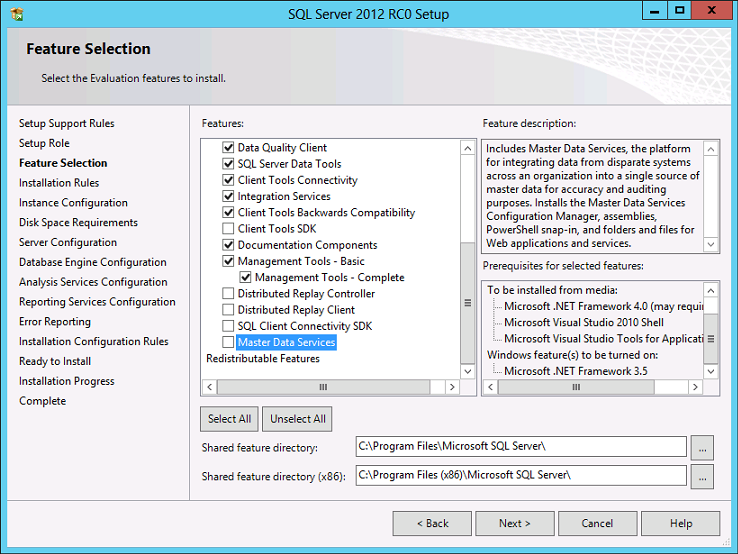 SQL Server 2012 RC0 Setup
Feature Selection
Select the Evaluation features to install.
Setup Support Rules
Setup Role
Feature Selection
Installation Rules
Instance Configuration
Disk Space Requirements
Server Configuration
Database Engine Configuration
Analysis Services Configuration
Reporting Services Configuration
Error Reporting
Installation Configuration Rules
Ready to Install
Installation Progress
Complete
Features:
Data Quality Client
SQL Server Data Tools
Client Tools Connectivity
Integration Services
Client Tools Backwards Compatibility
Client Tools SDK
Documentation Components
Management Tools - Basic
Management Tools - Complete
Distributed Replay Controller
Distributed Replay Client
SQL Client Connectivity SDK
Master Data Services
Redistributable Features
Feature description:
Includes Master Data Services, the platform
for integrating data from disparate systems
across an organization into a single source of
master data for accuracy and auditing
purposes. Installs the Master Data Services
Configuration Manager, assemblies,
PowerShell snap-in, and folders and files for
Web applications and services.
Prerequisites for selected features:
To be installed from media:
Microsoft .NET Framework 4.0 (may requir
Microsoft Visual Studio 2010 Shell
Microsoft Visual Studio Tools for Applicati
Windows feature(s) to be turned on:
Microsoft .NET Framework 3.5
Select All
Unselect All
Shared feature directory:
C:\Program Files\Microsoft SQL Server\
...
Shared feature directory (x86):
C:\Program Files (x86)\Microsoft SQL Server\
...
< Back
Next >
Cancel
Help